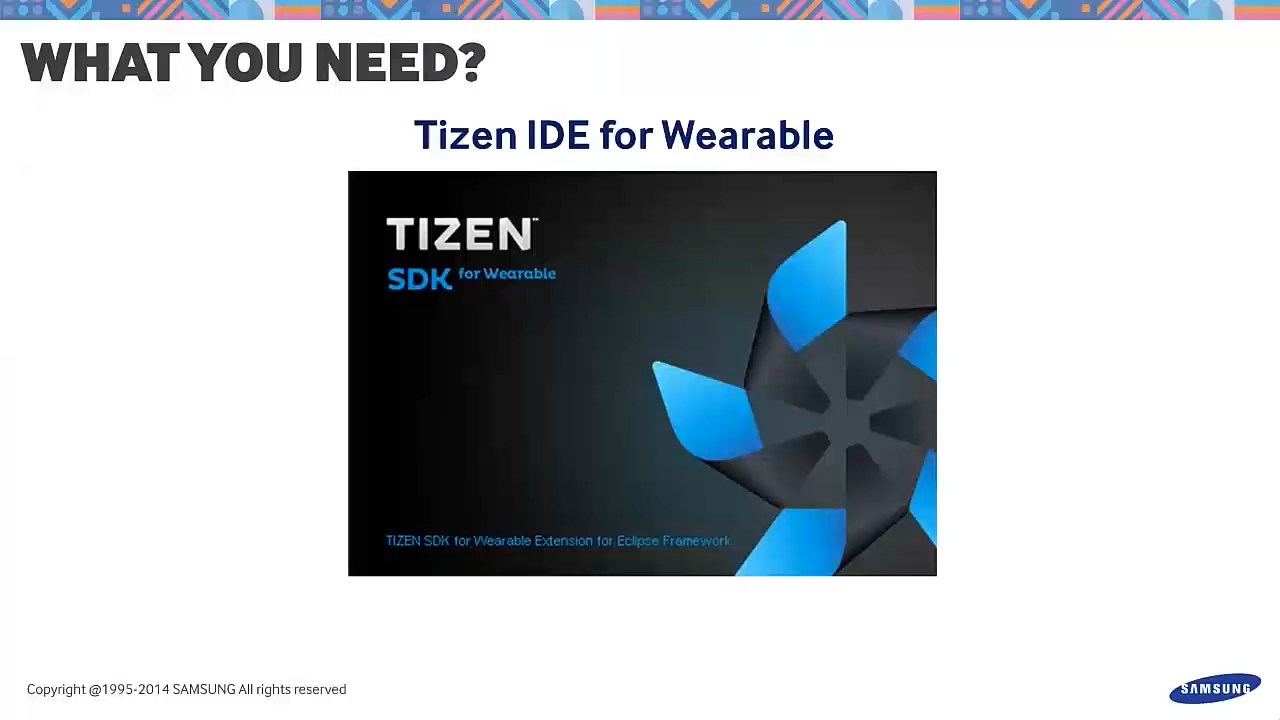 WHAT YOU NEED?
Tizen IDE for Wearable
TIZEN™
SDK for Wearable
TIZEN SDK for Wearable Extension for Eclipse Framework
Copyright @1995-2014 SAMSUNG All rights reserved
SAMSUNG